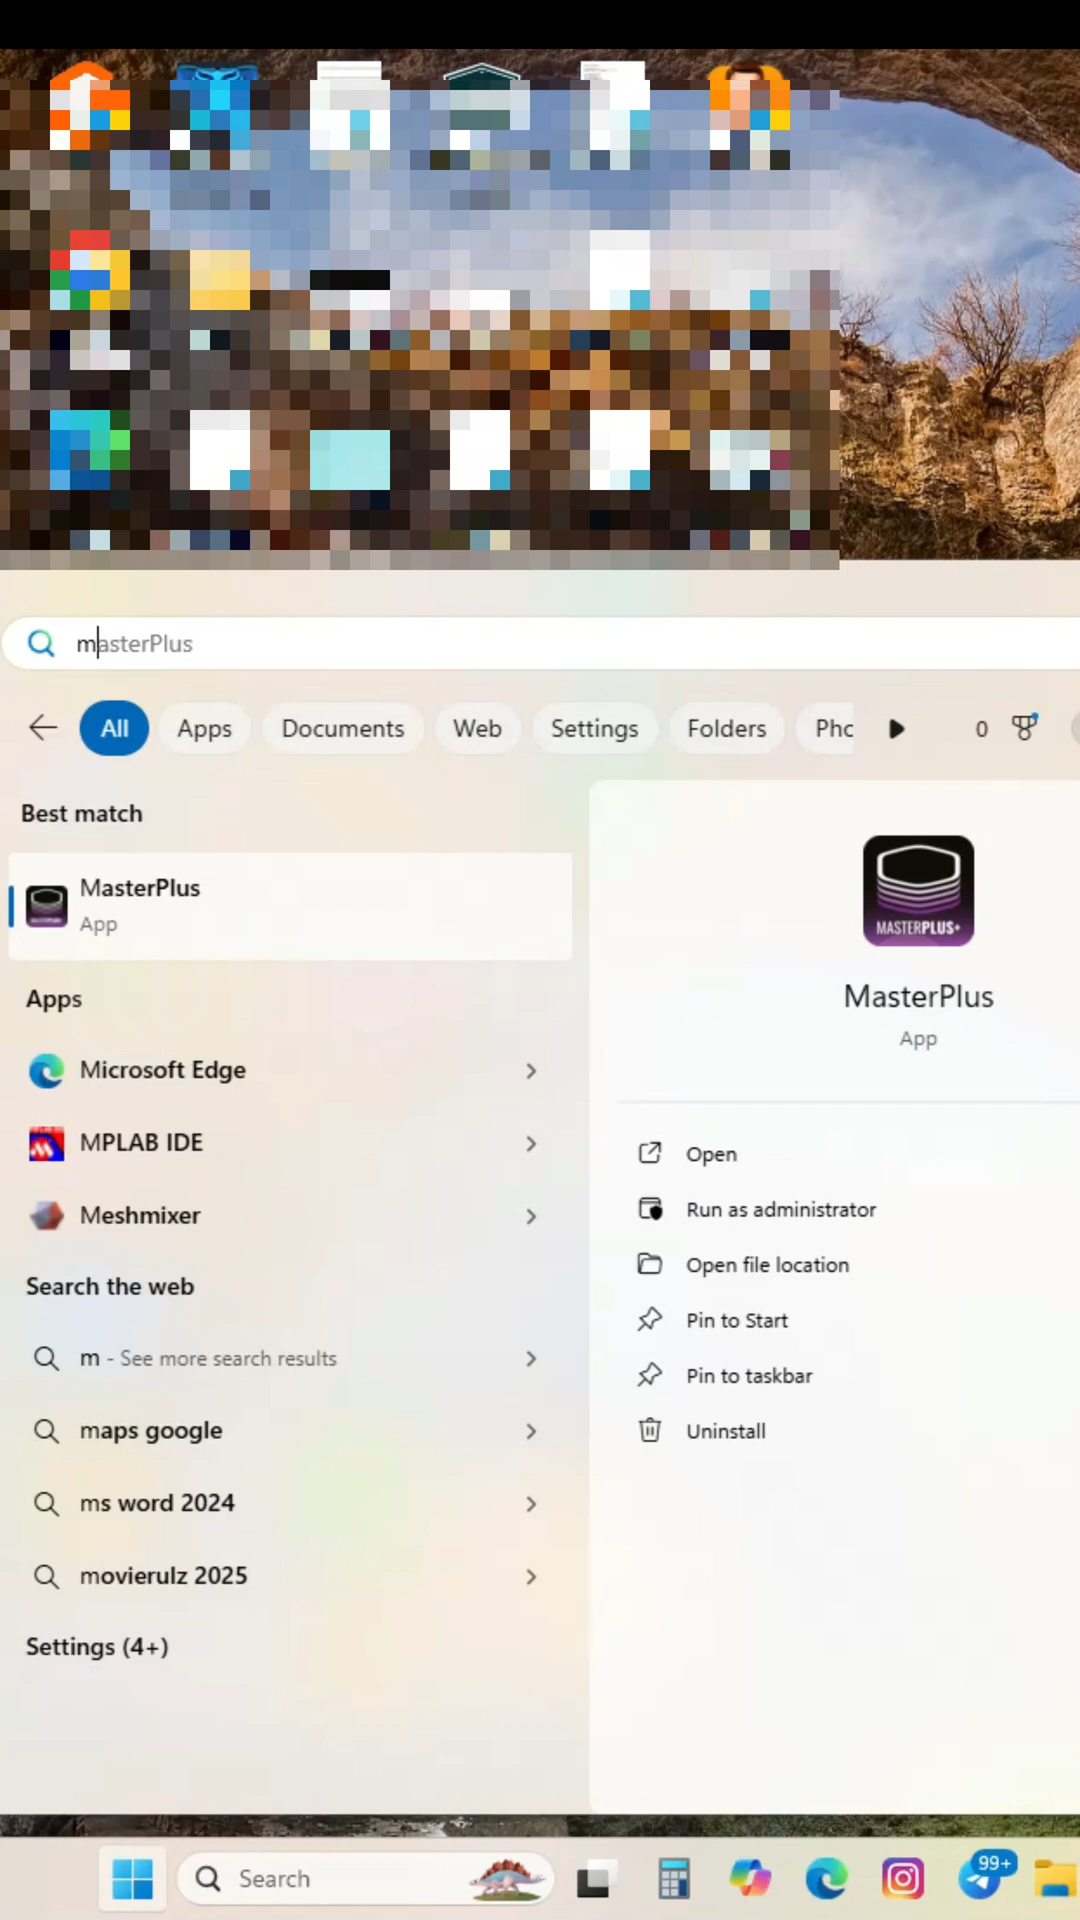 masterPlus
All
Apps
Documents
Web
Settings
Folders
Pho
0
Best match
MasterPlus
App
Apps
Microsoft Edge
MPLAB IDE
Meshmixer
Search the web
m - See more search results
maps google
ms word 2024
movierulz 2025
Settings (4+)
MASTERPLUS+
MasterPlus
App
Open
Run as administrator
Open file location
Pin to Start
Pin to taskbar
Uninstall
Search
99+